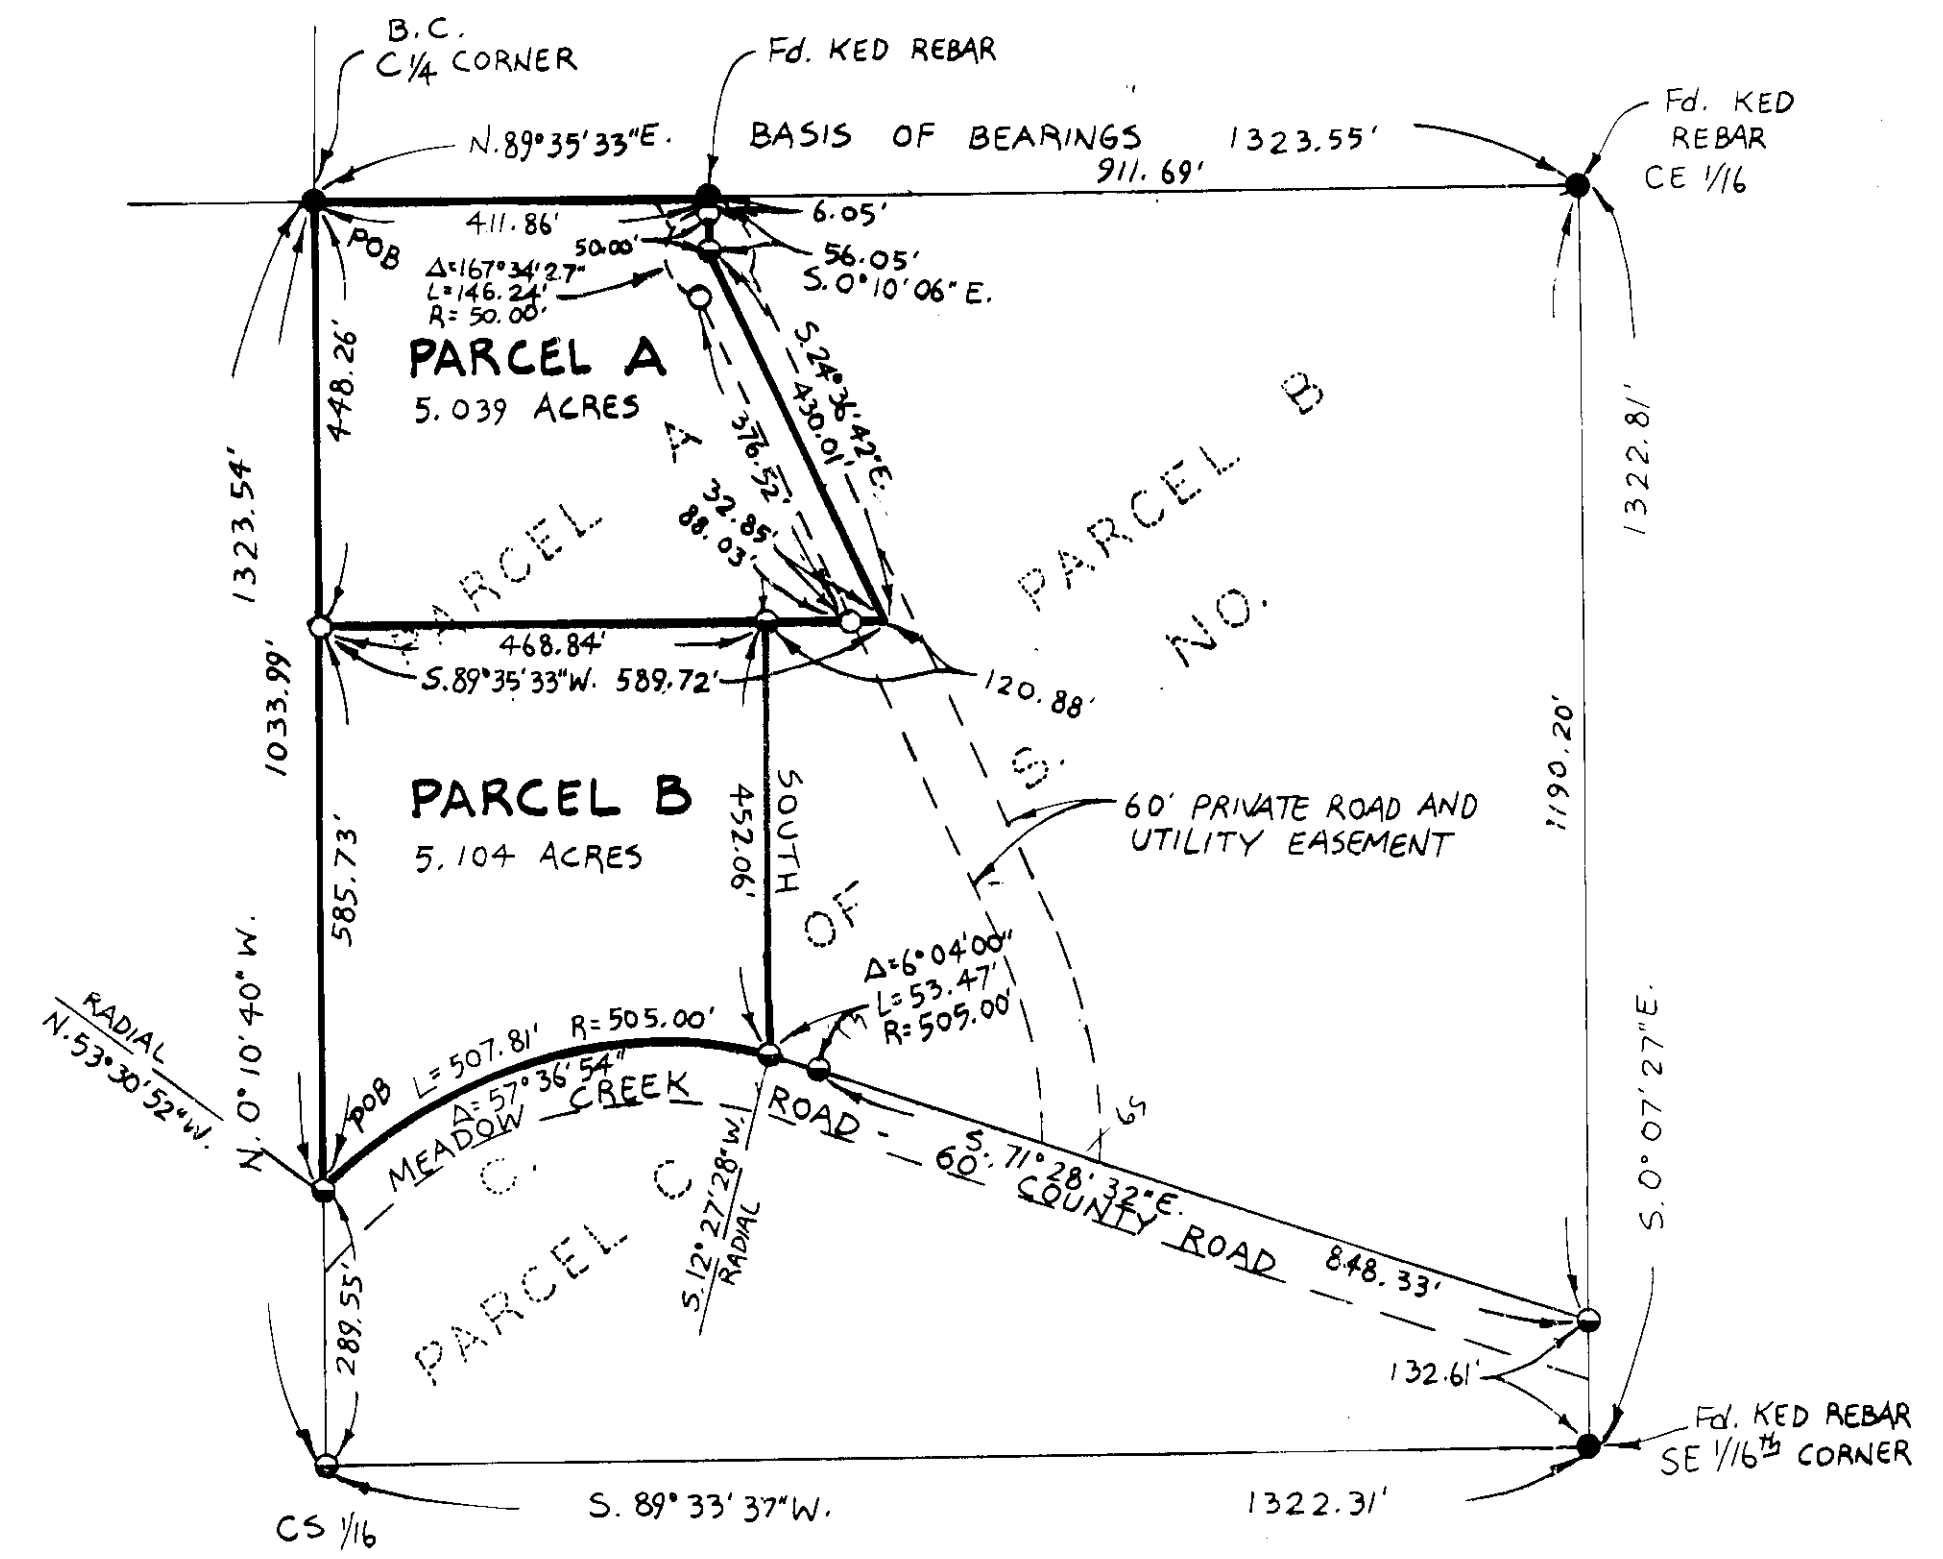 B.C.
C 1/4 CORNER
Fd. KED REBAR
Fd. KED
REBAR
CE 1/16
N. 89° 35' 33" E.
BASIS OF BEARINGS
1323.55'
911.69'
411.86'
6.05'
POB
50.00'
56.05'
S. 0° 10' 06" E.
Δ=167° 34' 27"
L=146.24'
R=50.00'
PARCEL A
5.039 ACRES
448.26'
S. 24° 36' 42" E.
430.01'
376.52'
32.85'
88.03'
PARCEL A
PARCEL B
1323.54'
1322.81'
468.84'
S. 89° 35' 33" W. 589.72'
120.88'
NO.
S.
1033.99'
1190.20'
PARCEL B
5.104 ACRES
SOUTH
452.06'
60' PRIVATE ROAD AND
UTILITY EASEMENT
585.73'
OF
Δ=6° 04' 00"
L=53.47'
R=505.00'
RADIAL
N. 53° 30' 52" W.
N. 0° 10' 40" W.
POB
L=507.81' R=505.00'
Δ=57° 36' 54"
MEADOW CREEK ROAD - 60' COUNTY ROAD
S. 71° 28' 32" E.
848.33'
65
C.
PARCEL C
S. 12° 27' 28" W.
RADIAL
S. 0° 07' 27" E.
289.55'
132.61'
Fd. KED REBAR
SE 1/16th CORNER
CS 1/16
S. 89° 33' 37" W.
1322.31'